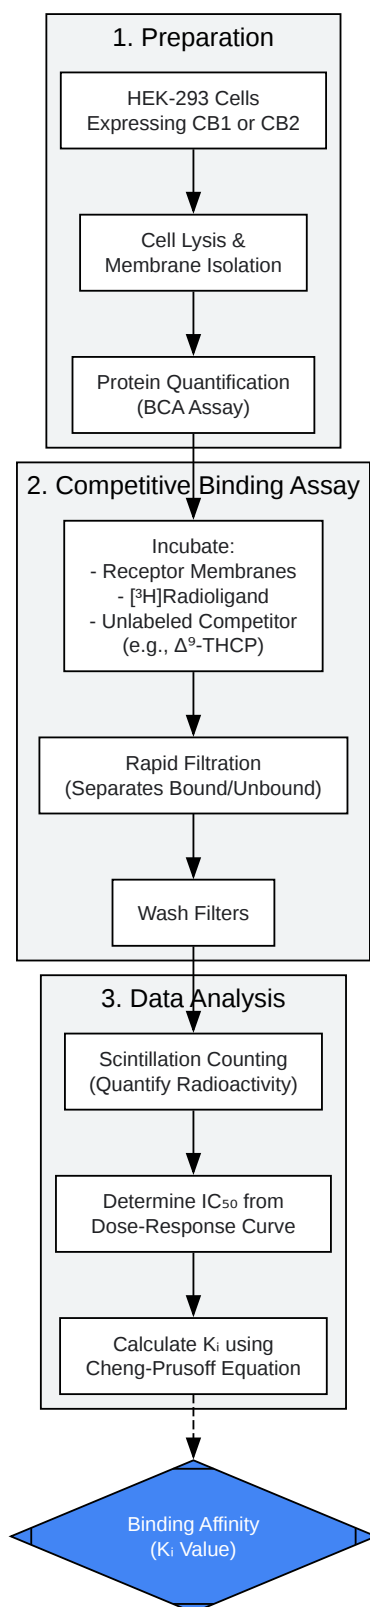 1. Preparation
HEK-293 Cells
Expressing CB1 or CB2
Cell Lysis &
Membrane Isolation
Protein Quantification
(BCA Assay)
2. Competitive Binding Assay
Incubate:
- Receptor Membranes
- [³H]Radioligand
- Unlabeled Competitor
(e.g., Δ⁹-THCP)
Rapid Filtration
(Separates Bound/Unbound)
Wash Filters
3. Data Analysis
Scintillation Counting
(Quantify Radioactivity)
Determine IC₅₀ from
Dose-Response Curve
Calculate Kᵢ using
Cheng-Prusoff Equation
Binding Affinity
(Kᵢ Value)